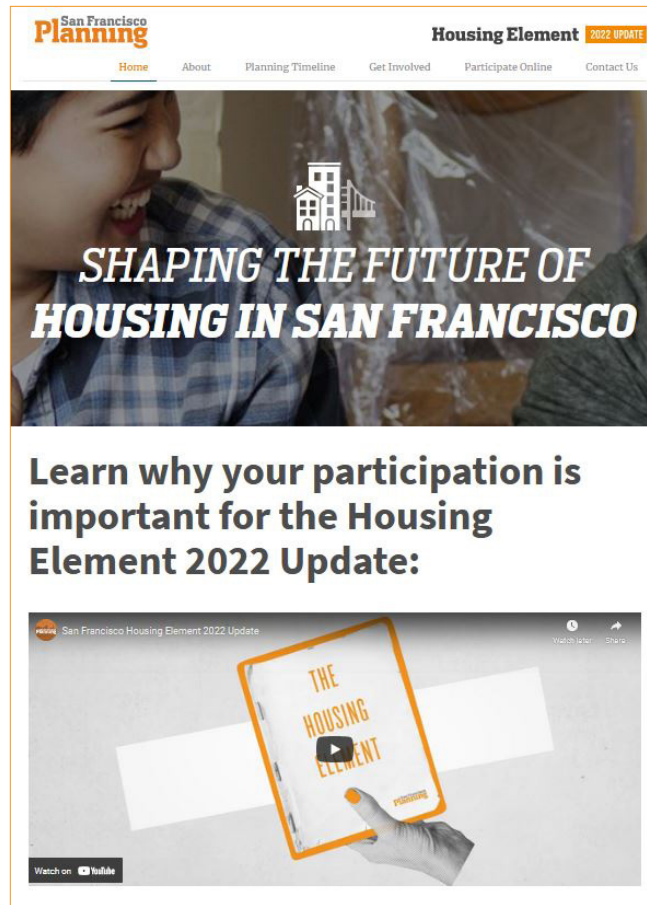 San Francisco
Planning
Housing Element 2022 UPDATE
Home About Planning Timeline Get Involved Participate Online Contact Us
SHAPING THE FUTURE OF
HOUSING IN SAN FRANCISCO
Learn why your participation is
important for the Housing
Element 2022 Update:
San Francisco Housing Element 2022 Update
Watch later Share
THE
HOUSING
ELEMENT
Planning
Watch on YouTube